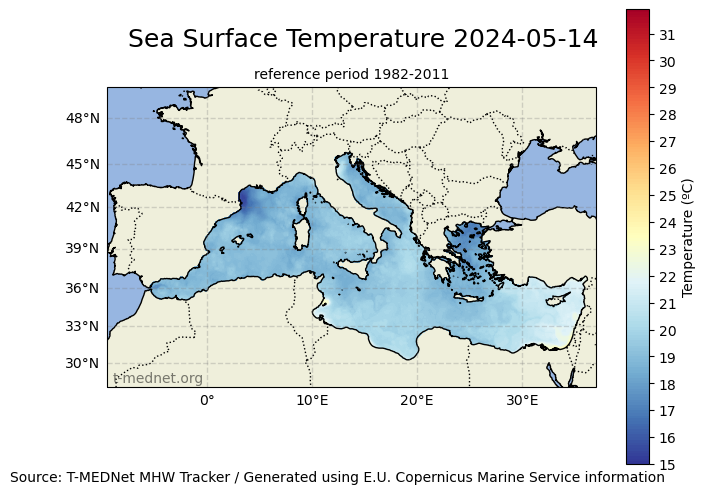 Sea Surface Temperature 2024-05-14
reference period 1982-2011
48°N
45°N
42°N
39°N
36°N
33°N
30°N
0°
10°E
20°E
30°E
t-mednet.org
31
30
29
28
27
26
25
24
23
22
21
20
19
18
17
16
15
Temperature (ºC)
Source: T-MEDNet MHW Tracker / Generated using E.U. Copernicus Marine Service information